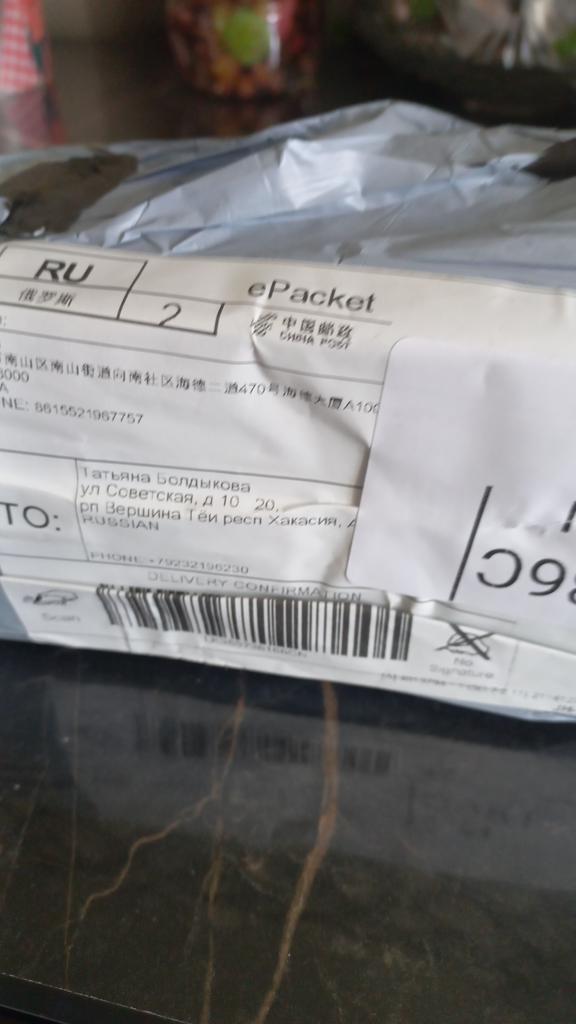 RU
俄罗斯
2
ePacket
中国邮政
CHINA POST
南山区南山街道向南社区海德二道470号海德大厦A100
NE: 8615521967757
TO:
Татьяна Болдыкова
ул Советская, д 10 20,
рп Вершина Тёи респ Хакасия,
RUSSIAN
PHONE: +79232196230
DELIVERY CONFIRMATION
Scan
No
Signature